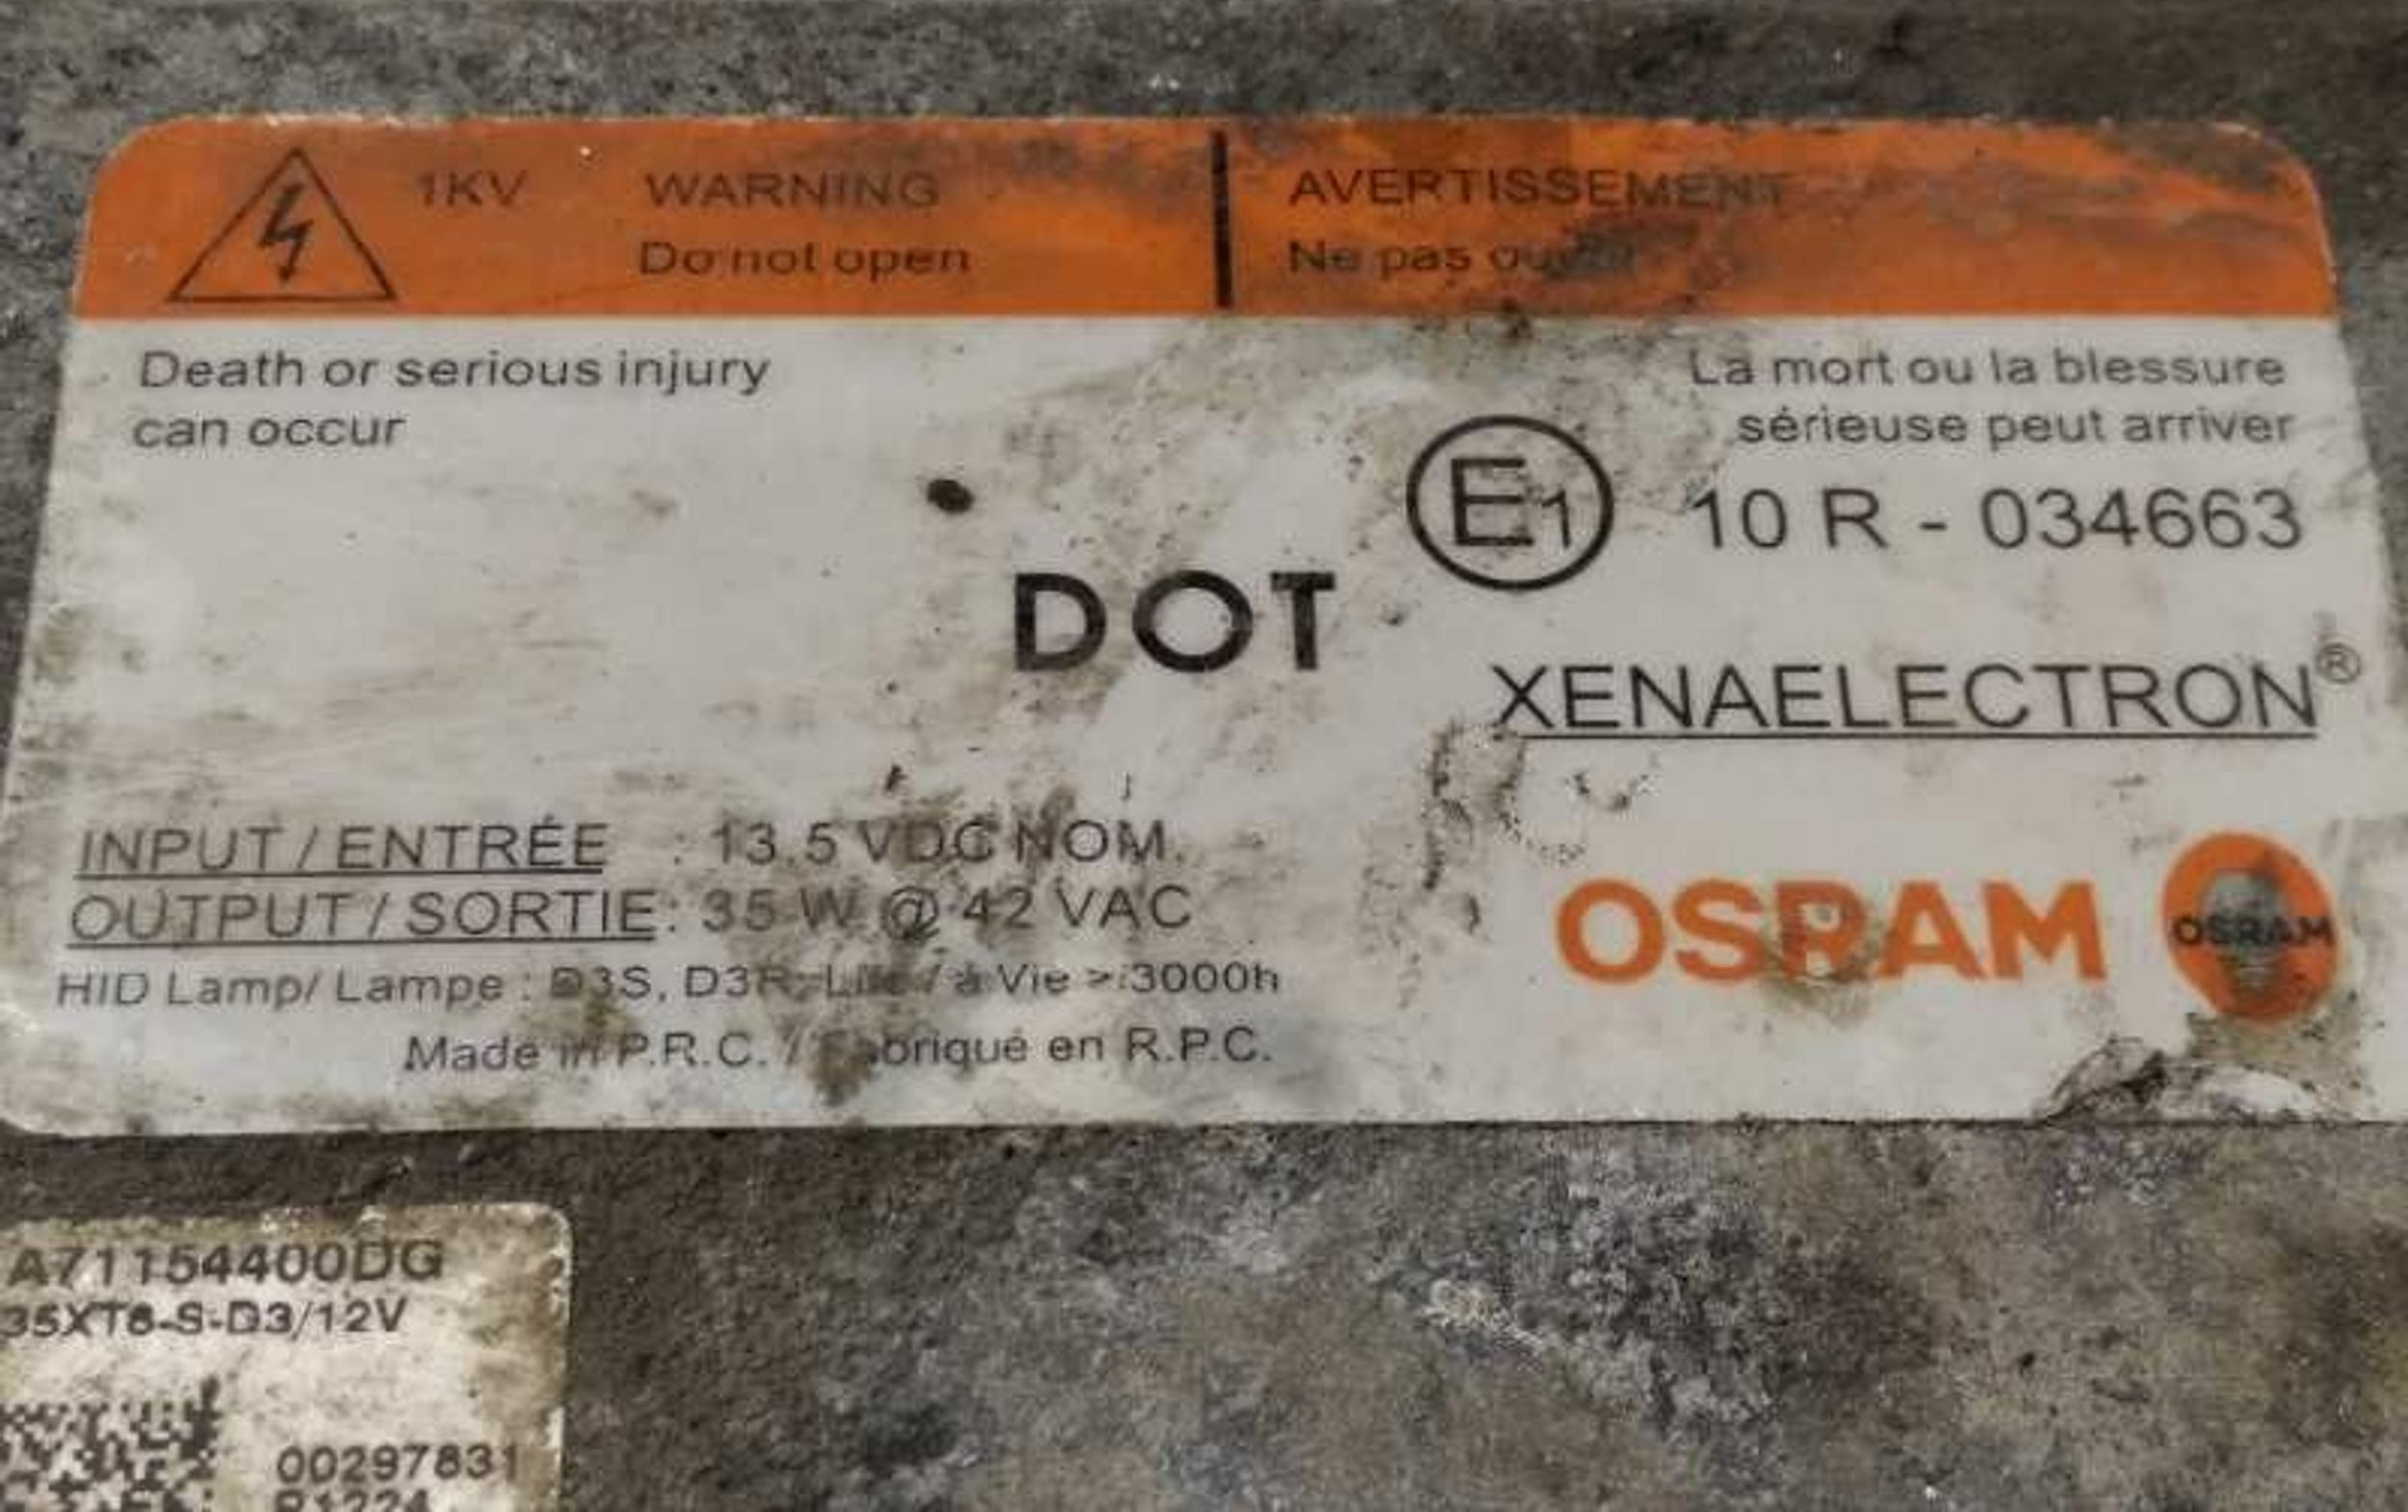 1KV WARNING
Do not open
AVERTISSEMENT
Ne pas
Death or serious injury
can occur
La mort ou la blessure
sérieuse peut arriver
E1 10 R - 034663
DOT
XENAELECTRON®
INPUT / ENTRÉE : 13.5 VDC NOM.
OUTPUT / SORTIE : 35 W @ 42 VAC
HID Lamp/ Lampe : D3S, D3R, Life / à Vie > 3000h
Made in P.R.C. / Fabriqué en R.P.C.
OSRAM
OSRAM
A71154400DG
35XT6-S-D3/12V
00297831